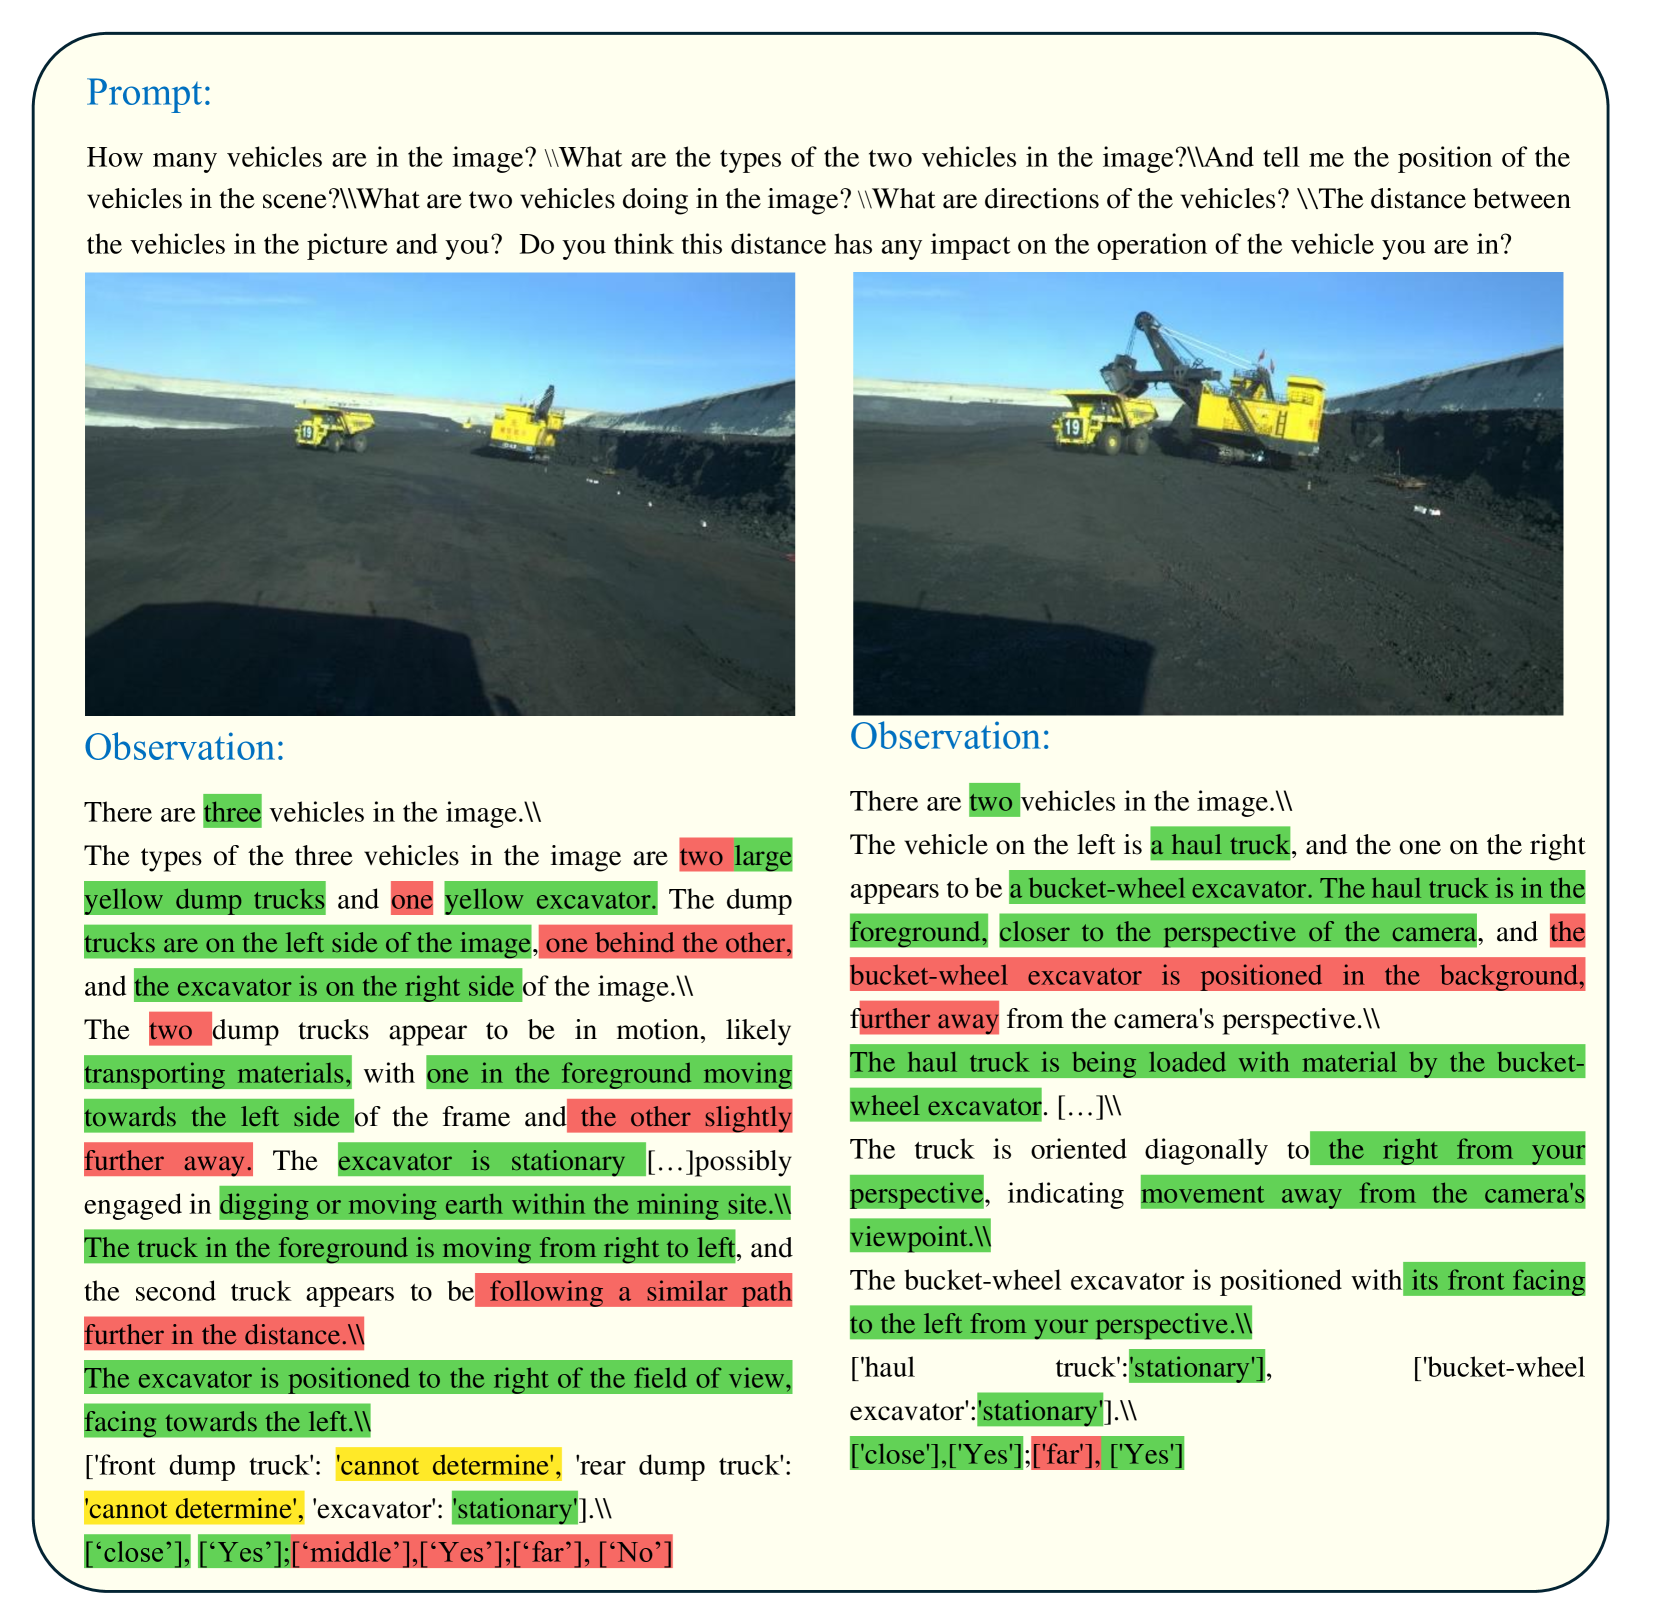 Prompt:
How many vehicles are in the image? \\What are the types of the two vehicles in the image?\\And tell me the position of the
vehicles in the scene?\\What are two vehicles doing in the image? \\What are directions of the vehicles? \\The distance between
the vehicles in the picture and you?  Do you think this distance has any impact on the operation of the vehicle you are in?
19
19
Observation:
There are three vehicles in the image.\\
The types of the three vehicles in the image are two large
yellow dump trucks and one yellow excavator. The dump
trucks are on the left side of the image, one behind the other,
and the excavator is on the right side of the image.\\
The two dump trucks appear to be in motion, likely
transporting materials, with one in the foreground moving
towards the left side of the frame and the other slightly
further away. The excavator is stationary […]possibly
engaged in digging or moving earth within the mining site.\\
The truck in the foreground is moving from right to left, and
the second truck appears to be following a similar path
further in the distance.\\
The excavator is positioned to the right of the field of view,
facing towards the left.\\
['front dump truck': 'cannot determine', 'rear dump truck':
'cannot determine', 'excavator': 'stationary'].\\
[‘close’], [‘Yes’];[‘middle’],[‘Yes’];[‘far’], [‘No’]
Observation:
There are two vehicles in the image.\\
The vehicle on the left is a haul truck, and the one on the right
appears to be a bucket-wheel excavator. The haul truck is in the
foreground, closer to the perspective of the camera, and the
bucket-wheel excavator is positioned in the background,
further away from the camera's perspective.\\
The haul truck is being loaded with material by the bucket-
wheel excavator. […]\\
The truck is oriented diagonally to the right from your
perspective, indicating movement away from the camera's
viewpoint.\\
The bucket-wheel excavator is positioned with its front facing
to the left from your perspective.\\
['haul truck':'stationary'], ['bucket-wheel
excavator':'stationary'].\\
['close'],['Yes'];['far'], ['Yes']